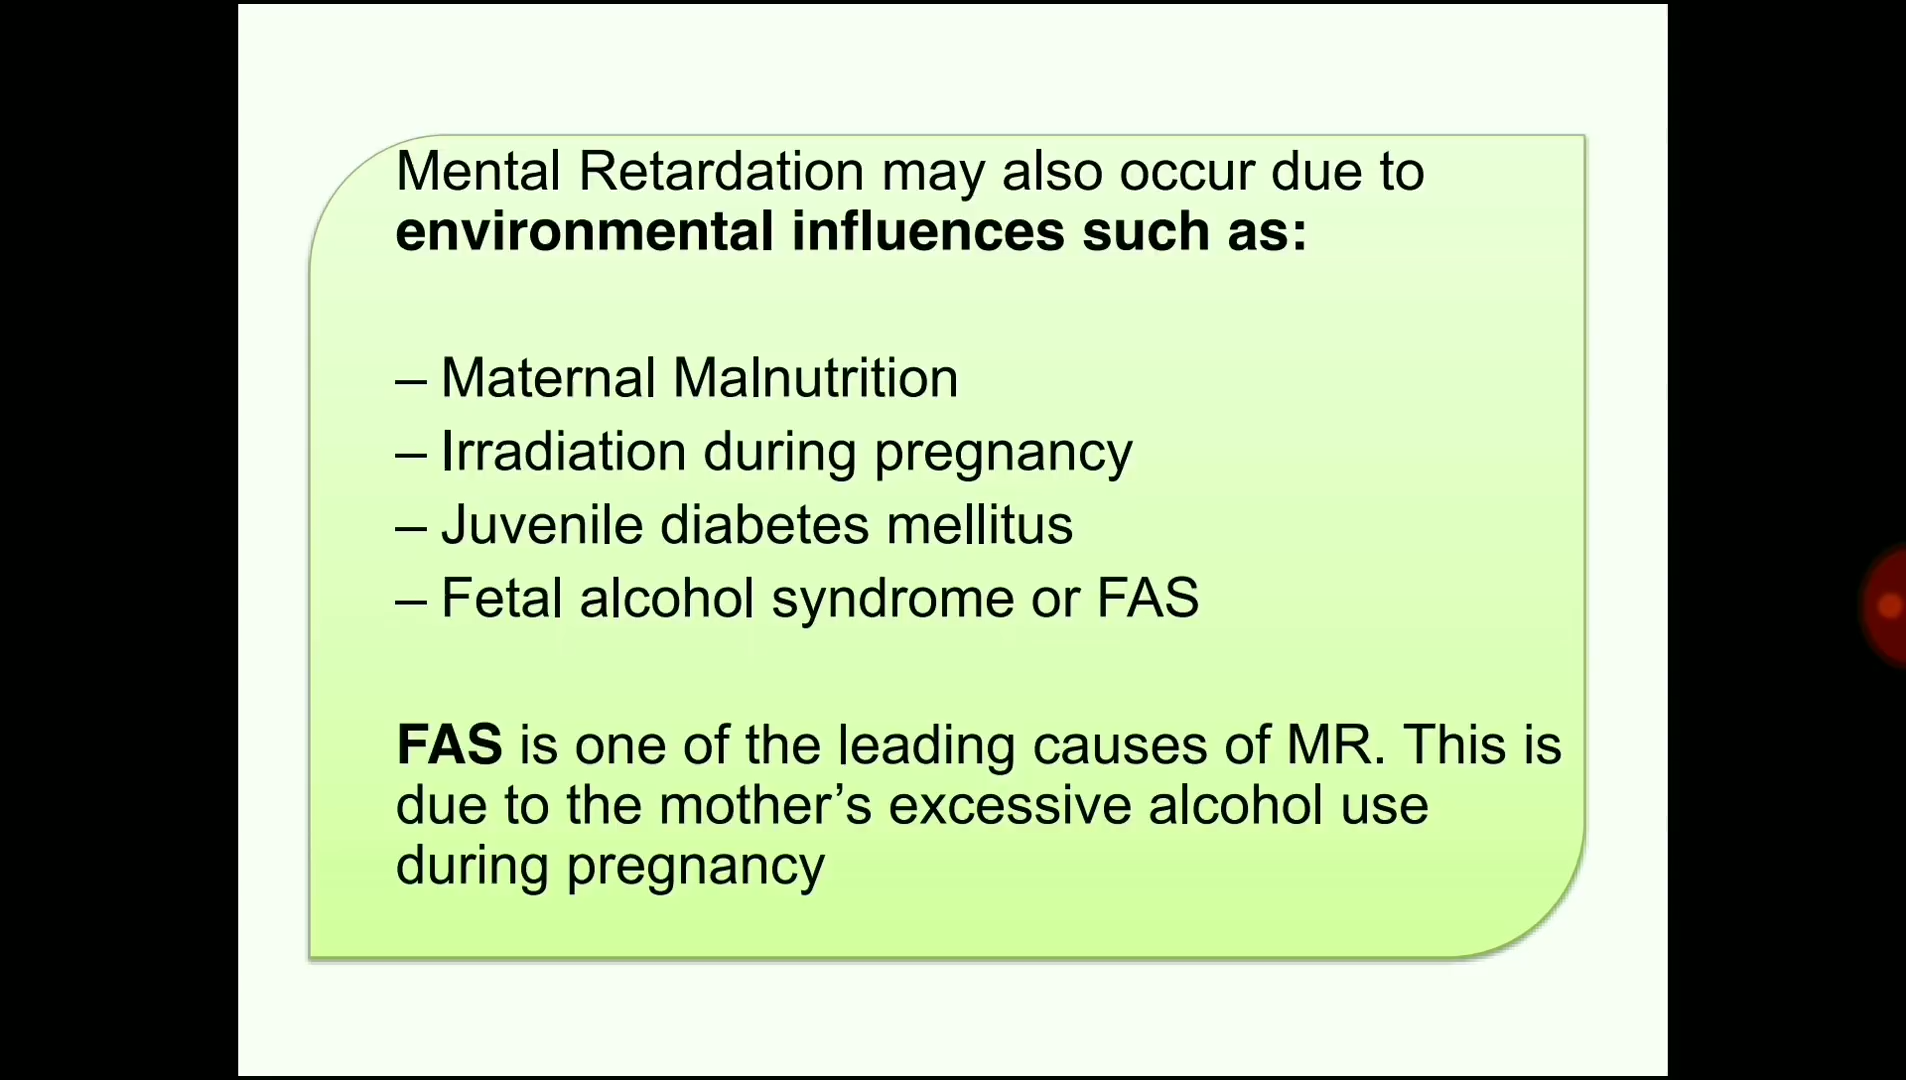 Mental Retardation may also occur due to
environmental influences such as:
– Maternal Malnutrition
– Irradiation during pregnancy
– Juvenile diabetes mellitus
– Fetal alcohol syndrome or FAS
FAS is one of the leading causes of MR. This is
due to the mother’s excessive alcohol use
during pregnancy